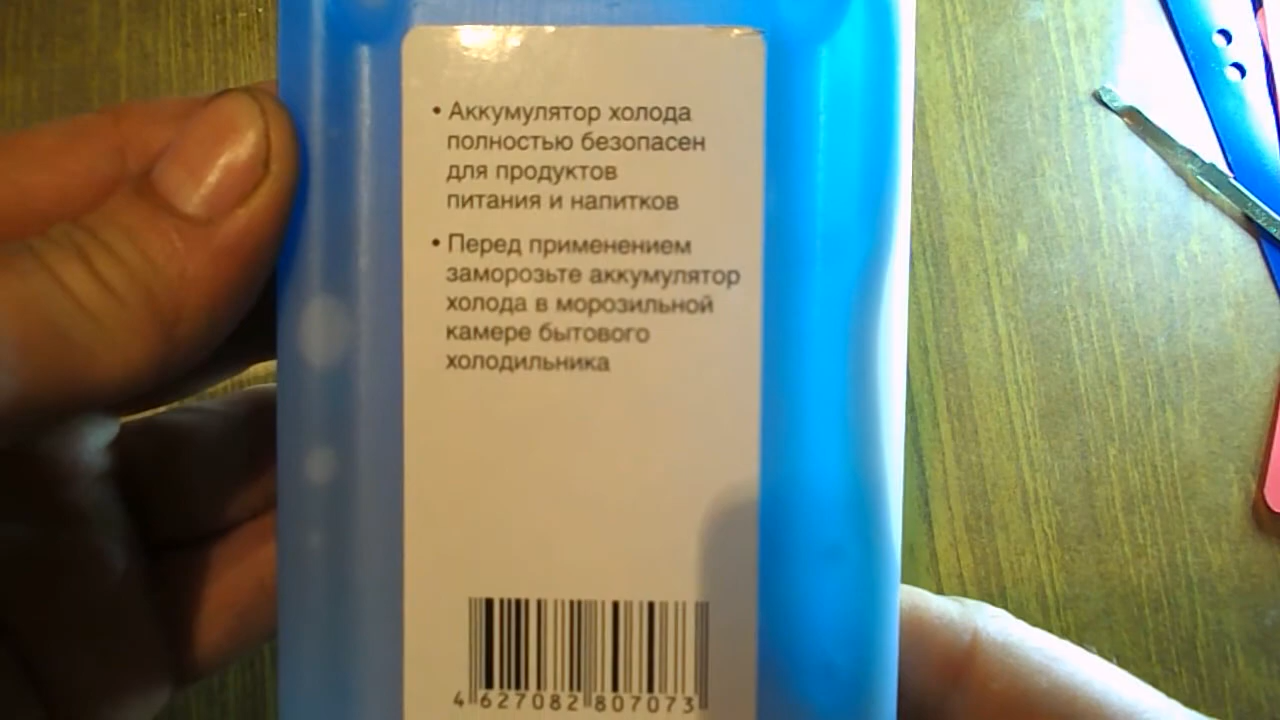 • Аккумулятор холода
полностью безопасен
для продуктов
питания и напитков
• Перед применением
заморозьте аккумулятор
холода в морозильной
камере бытового
холодильника
4 627082 807073